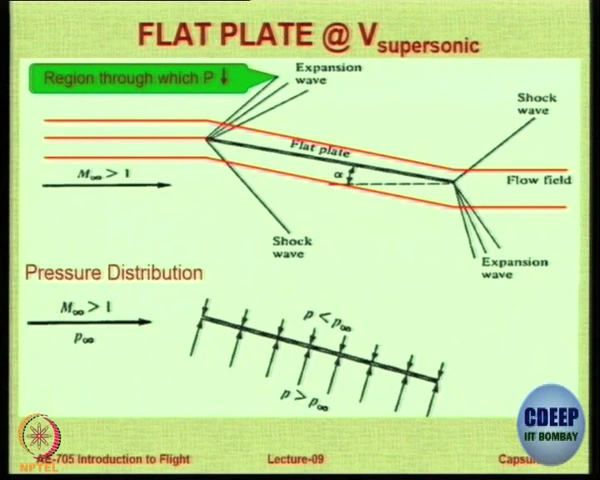 FLAT PLATE @ Vsupersonic
Region through which P ↓
Expansion
wave
Shock
wave
Flat plate
M∞ > 1
α
Flow field
Shock
wave
Expansion
wave
Pressure Distribution
M∞ > 1
p∞
p < p∞
p > p∞
CDEEP
IIT BOMBAY
NPTEL
AE-705 Introduction to Flight
Lecture-09